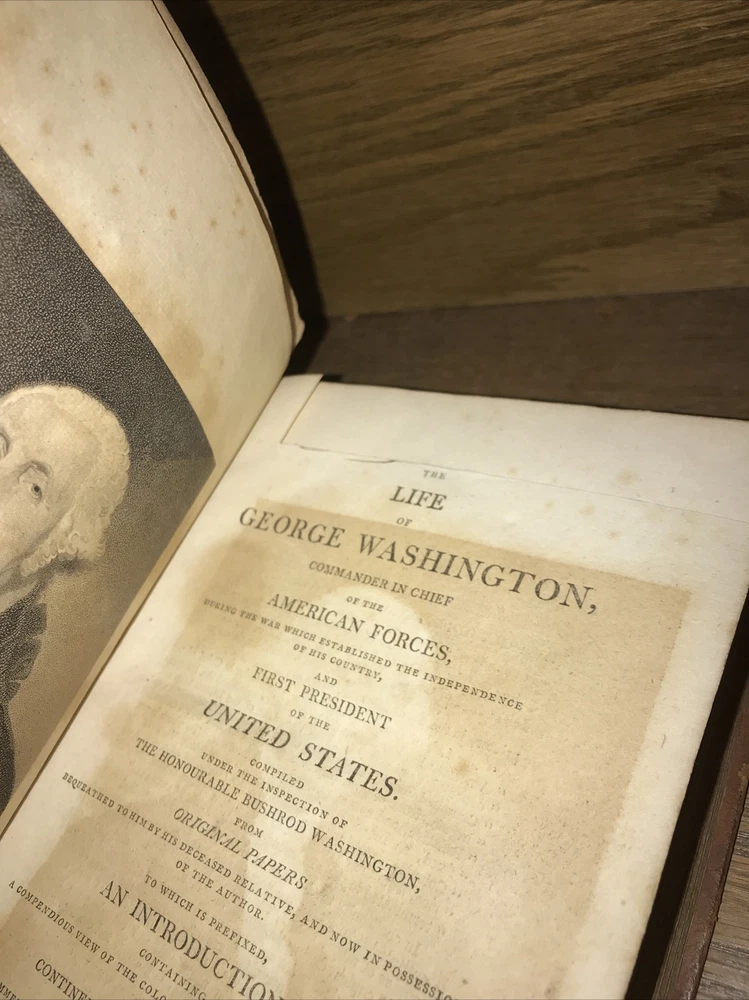 THE
LIFE
OF
GEORGE WASHINGTON,
COMMANDER IN CHIEF
OF THE
AMERICAN FORCES,
DURING THE WAR WHICH ESTABLISHED THE INDEPENDENCE
OF HIS COUNTRY,
AND
FIRST PRESIDENT
OF THE
UNITED STATES.
COMPILED
UNDER THE INSPECTION OF
THE HONOURABLE BUSHROD WASHINGTON,
FROM
ORIGINAL PAPERS
BEQUEATHED TO HIM BY HIS DECEASED RELATIVE, AND NOW IN POSSESSIO
OF THE AUTHOR.
TO WHICH IS PREFIXED,
AN INTRODUCTION
CONTAINING
A COMPENDIOUS VIEW OF THE COLO
CONTINE